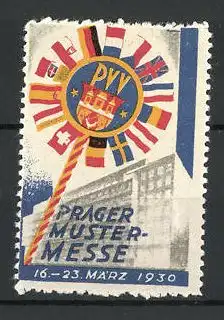 PVV
PRAGER
MUSTER-
MESSE
16.-23. MÄRZ 1930